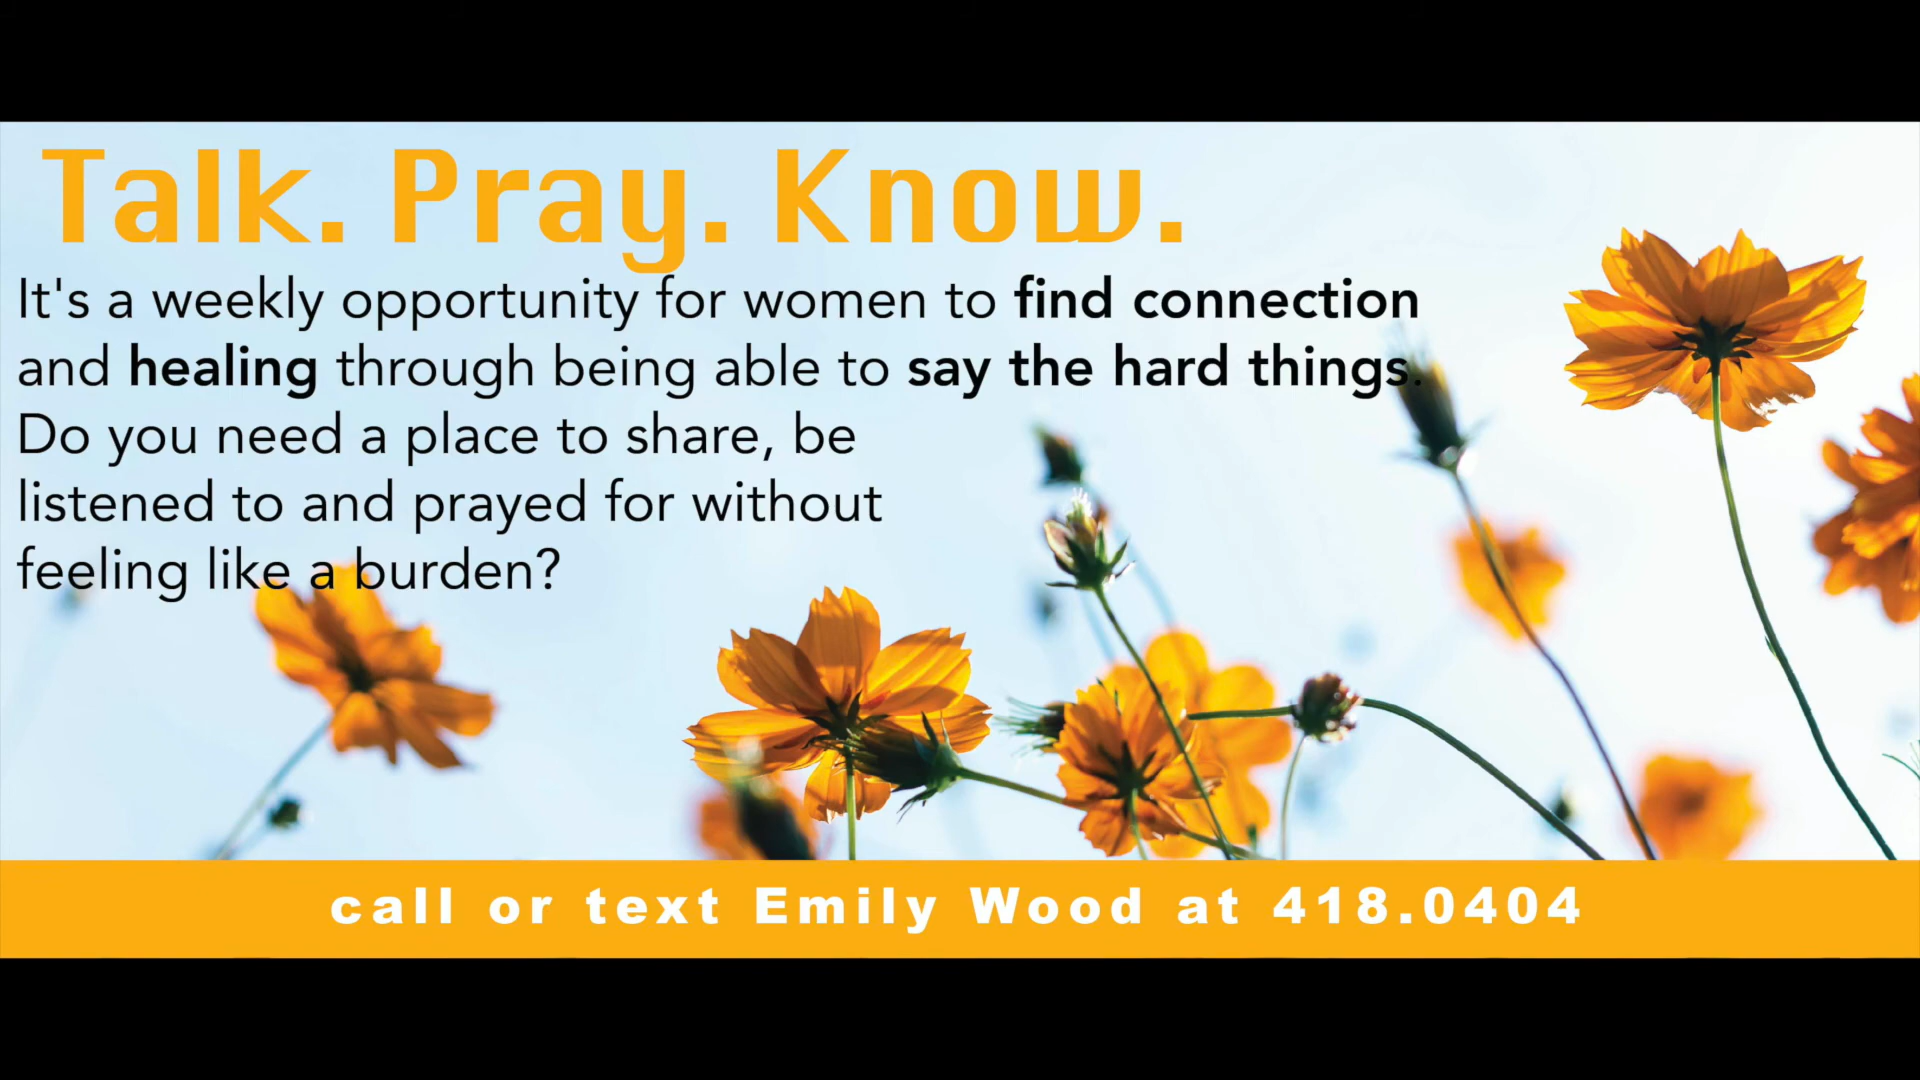 Talk. Pray. Know.
It's a weekly opportunity for women to find connection
and healing through being able to say the hard things.
Do you need a place to share, be
listened to and prayed for without
feeling like a burden?
call or text Emily Wood at 418.0404